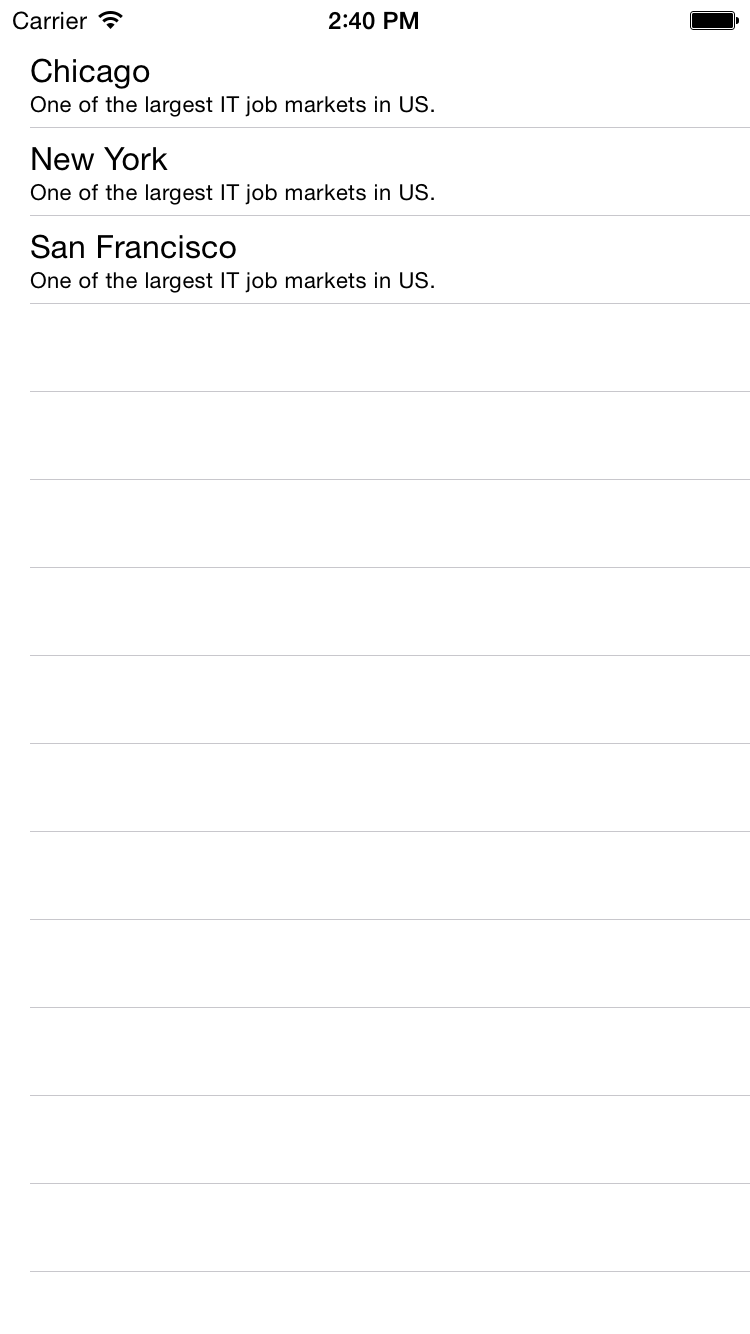 Carrier 2:40 PM
Chicago
One of the largest IT job markets in US.
New York
One of the largest IT job markets in US.
San Francisco
One of the largest IT job markets in US.